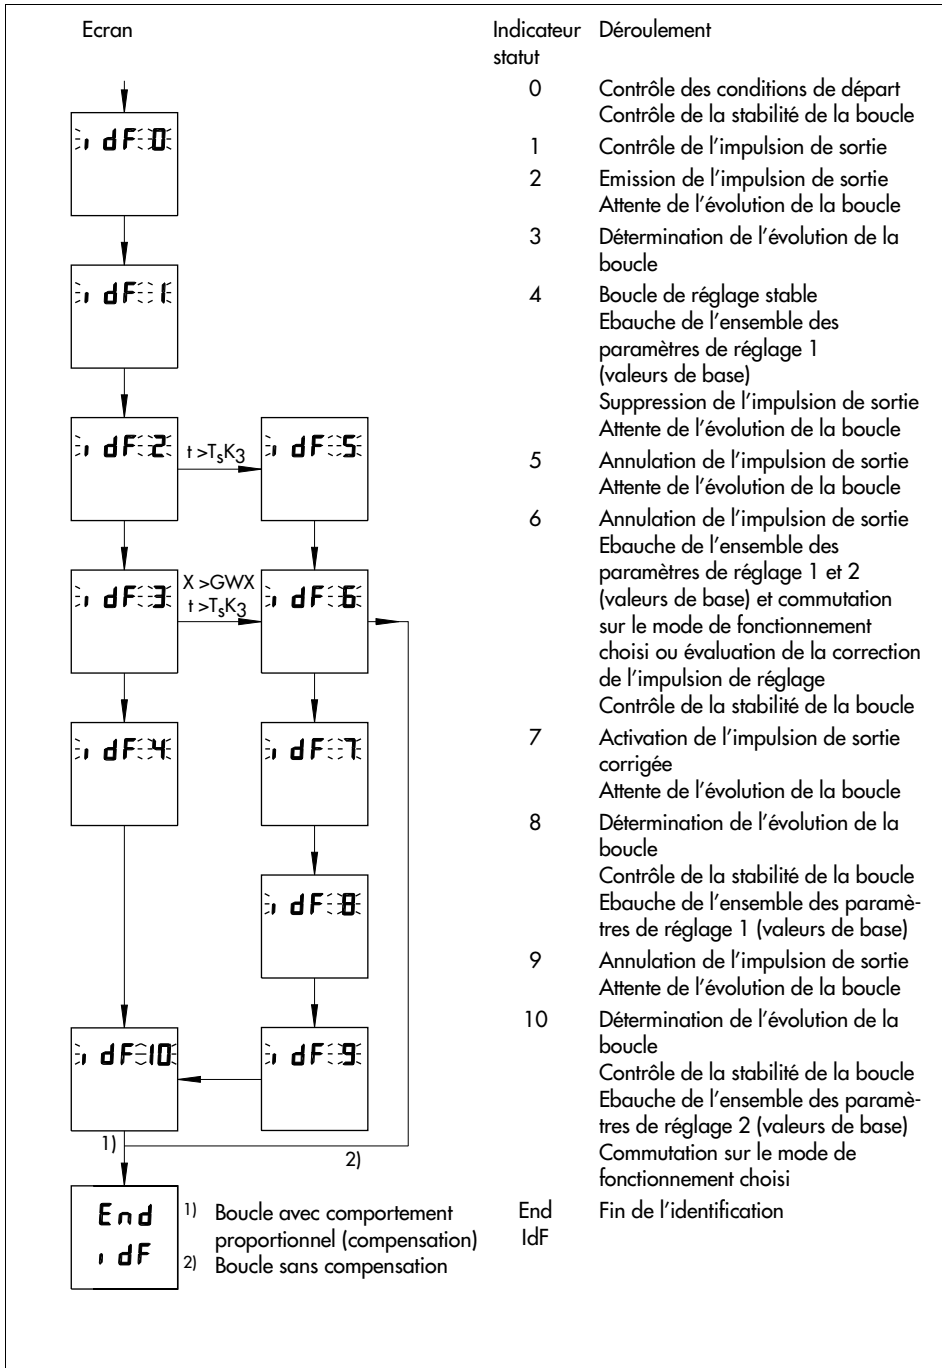 Ecran
idF 0
idF 1
idF 2
t >TsK3
idF 5
idF 3
X >GWX
t >TsK3
idF 6
idF 4
idF 7
idF 8
idF 10
idF 9
1)
2)
End
idF
1) Boucle avec comportement
proportionnel (compensation)
2) Boucle sans compensation
Indicateur Déroulement
statut
0 Contrôle des conditions de départ
Contrôle de la stabilité de la boucle
1 Contrôle de l’impulsion de sortie
2 Emission de l’impulsion de sortie
Attente de l’évolution de la boucle
3 Détermination de l’évolution de la
boucle
4 Boucle de réglage stable
Ebauche de l’ensemble des
paramètres de réglage 1
(valeurs de base)
Suppression de l’impulsion de sortie
Attente de l’évolution de la boucle
5 Annulation de l’impulsion de sortie
Attente de l’évolution de la boucle
6 Annulation de l’impulsion de sortie
Ebauche de l’ensemble des
paramètres de réglage 1 et 2
(valeurs de base) et commutation
sur le mode de fonctionnement
choisi ou évaluation de la correction
de l’impulsion de réglage
Contrôle de la stabilité de la boucle
7 Activation de l’impulsion de sortie
corrigée
Attente de l’évolution de la boucle
8 Détermination de l’évolution de la
boucle
Contrôle de la stabilité de la boucle
Ebauche de l’ensemble des paramè-
tres de réglage 1 (valeurs de base)
9 Annulation de l’impulsion de sortie
Attente de l’évolution de la boucle
10 Détermination de l’évolution de la
boucle
Contrôle de la stabilité de la boucle
Ebauche de l’ensemble des paramè-
tres de réglage 2 (valeurs de base)
Commutation sur le mode de
fonctionnement choisi
End Fin de l’identification
IdF